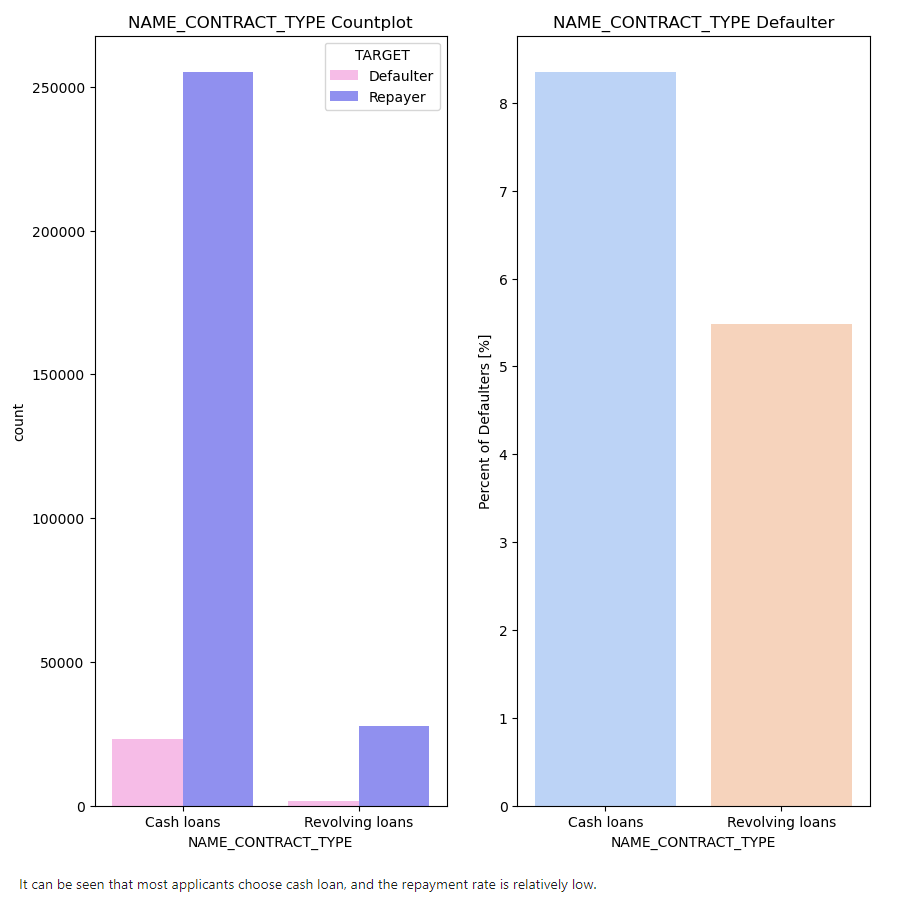 NAME_CONTRACT_TYPE Countplot
TARGET
Defaulter
Repayer
250000
200000
150000
100000
50000
0
count
Cash loans
Revolving loans
NAME_CONTRACT_TYPE
NAME_CONTRACT_TYPE Defaulter
8
7
6
5
4
3
2
1
0
Percent of Defaulters [%]
Cash loans
Revolving loans
NAME_CONTRACT_TYPE
It can be seen that most applicants choose cash loan, and the repayment rate is relatively low.